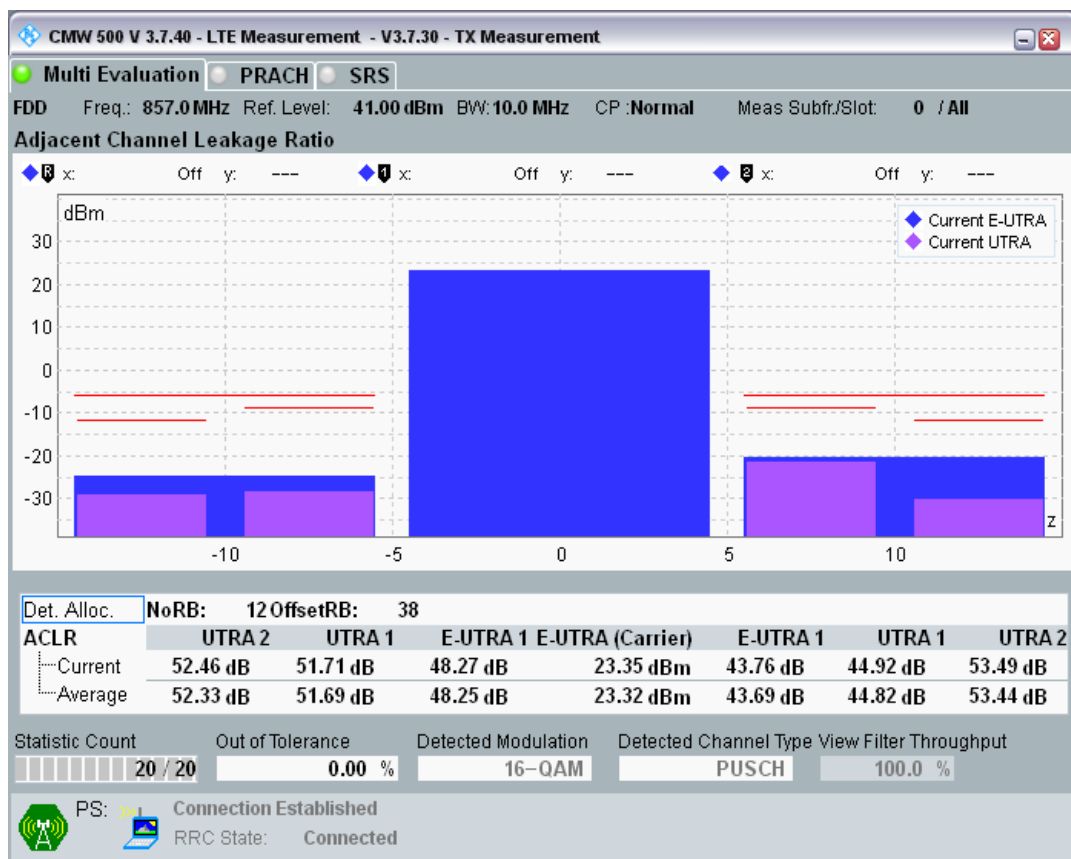 CMW 500 V 3.7.40 - LTE Measurement - V3.7.30 - TX Measurement
Multi Evaluation PRACH SRS
FDD Freq.: 857.0 MHz Ref. Level: 41.00 dBm BW: 10.0 MHz CP :Normal Meas Subfr./Slot: 0 / All
Adjacent Channel Leakage Ratio
R x: Off y: --- 1 x: Off y: --- 2 x: Off y: ---
dBm
Current E-UTRA
Current UTRA
30
20
10
0
-10
-20
-30
z
-10 -5 0 5 10
Det. Alloc. NoRB: 12 OffsetRB: 38
ACLR UTRA 2 UTRA 1 E-UTRA 1 E-UTRA (Carrier) E-UTRA 1 UTRA 1 UTRA 2
Current 52.46 dB 51.71 dB 48.27 dB 23.35 dBm 43.76 dB 44.92 dB 53.49 dB
Average 52.33 dB 51.69 dB 48.25 dB 23.32 dBm 43.69 dB 44.82 dB 53.44 dB
Statistic Count Out of Tolerance Detected Modulation Detected Channel Type View Filter Throughput
20 / 20 0.00 % 16-QAM PUSCH 100.0 %
PS: Connection Established
RRC State: Connected